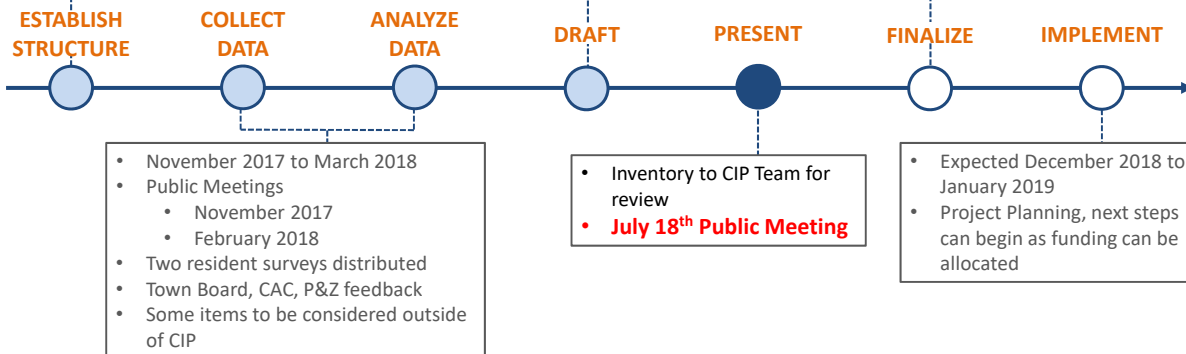 ESTABLISH
STRUCTURE
COLLECT
DATA
ANALYZE
DATA
DRAFT
PRESENT
FINALIZE
IMPLEMENT
• November 2017 to March 2018
• Public Meetings
• November 2017
• February 2018
• Two resident surveys distributed
• Town Board, CAC, P&Z feedback
• Some items to be considered outside
of CIP
• Inventory to CIP Team for
review
• July 18th Public Meeting
• Expected December 2018 to
January 2019
• Project Planning, next steps
can begin as funding can be
allocated